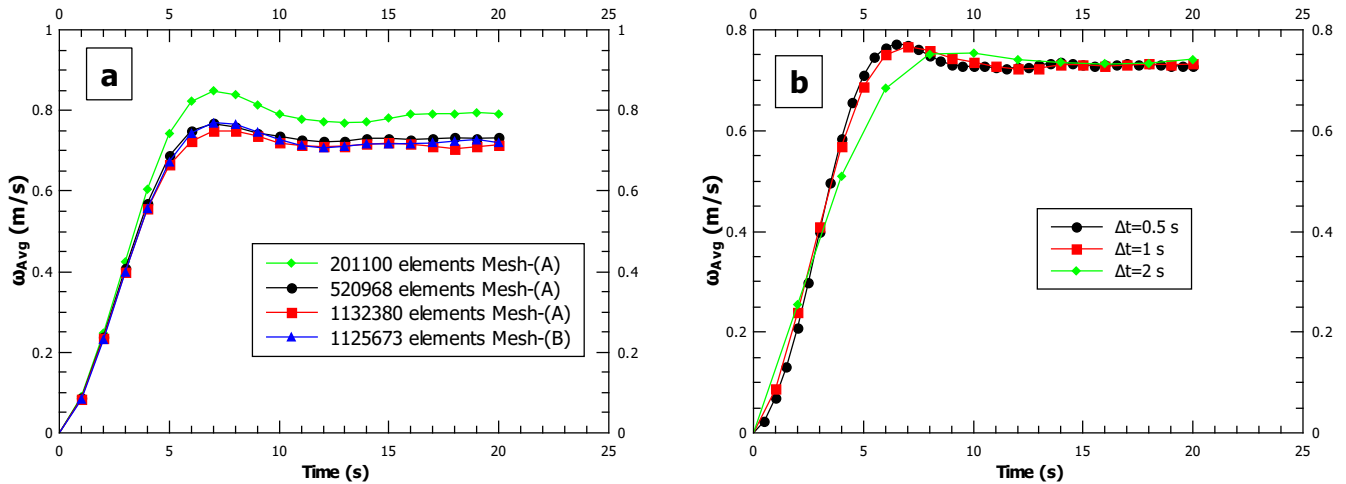 0 5 10 15 20 25
1 1
a
0.8 0.8
0.6 0.6
0.4 0.4
0.2 0.2
0 0
ωAvg (m/s)
201100 elements Mesh-(A)
520968 elements Mesh-(A)
1132380 elements Mesh-(A)
1125673 elements Mesh-(B)
0 5 10 15 20 25
Time (s)
0 5 10 15 20 25
0.8 0.8
b
0.6 0.6
0.4 0.4
0.2 0.2
0 0
ωAvg (m/s)
Δt=0.5 s
Δt=1 s
Δt=2 s
0 5 10 15 20 25
Time (s)